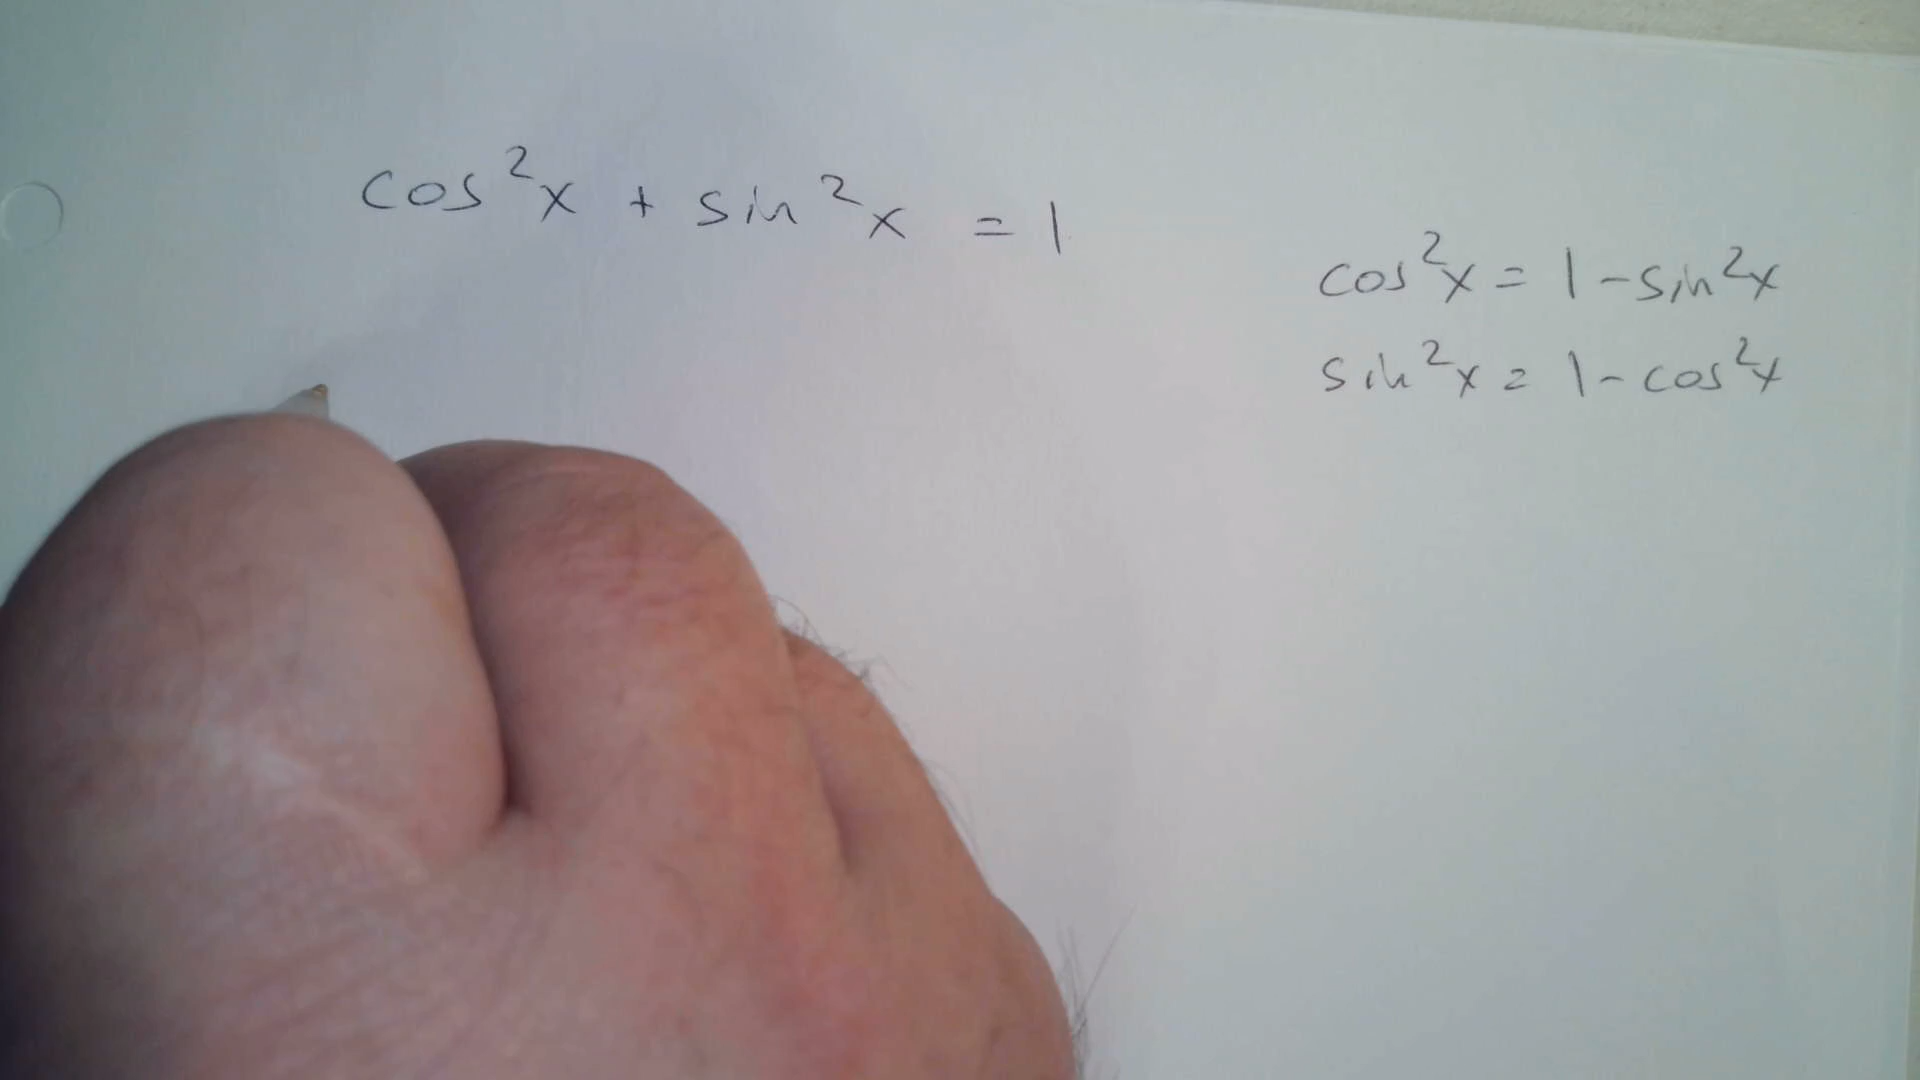 cos²x + sin²x = 1
cos²x = 1 - sin²x
sin²x = 1 - cos²x